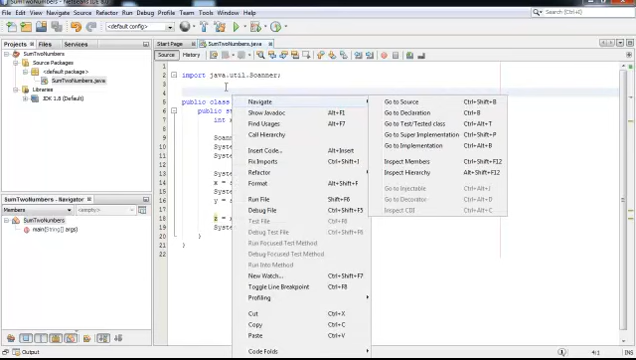 SumTwoNumbers - NetBeans IDE 8.0
File Edit View Navigate Source Refactor Run Debug Profile Team Tools Window Help
Search (Ctrl+I)
<default config>
Projects Files Services
Start Page SumTwoNumbers.java
Source History
SumTwoNumbers
Source Packages
<default package>
SumTwoNumbers.java
Libraries
JDK 1.8 (Default)
1
2 import java.util.Scanner;
3
4
5 public class
6 public s
7 int x
8
9 Scann
10 Syste
11 Syste
12
13 Syste
14 x = s
15 Syste
16 y = s
17
18 z = x
19 Syste
20 }
21 }
22
Navigate
Show Javadoc Alt+F1
Find Usages Alt+F7
Call Hierarchy
Insert Code... Alt+Insert
Fix Imports Ctrl+Shift+I
Refactor
Format Alt+Shift+F
Run File Shift+F6
Debug File Ctrl+Shift+F5
Test File Ctrl+F6
Debug Test File Ctrl+Shift+F6
Run Focused Test Method
Debug Focused Test Method
Run Into Method
New Watch... Ctrl+Shift+F7
Toggle Line Breakpoint Ctrl+F8
Profiling
Cut Ctrl+X
Copy Ctrl+C
Paste Ctrl+V
Code Folds
Go to Source Ctrl+Shift+B
Go to Declaration Ctrl+B
Go to Test/Tested class Ctrl+Alt+T
Go to Super Implementation Ctrl+Shift+P
Go to Implementation Ctrl+Alt+B
Inspect Members Ctrl+Shift+F12
Inspect Hierarchy Alt+Shift+F12
Go to Injectable Ctrl+Alt+J
Go to Decorator Ctrl+Alt+D
Inspect CDI Ctrl+Alt+C
SumTwoNumbers - Navigator
Members <empty>
SumTwoNumbers
main(String[] args)
Output
INS